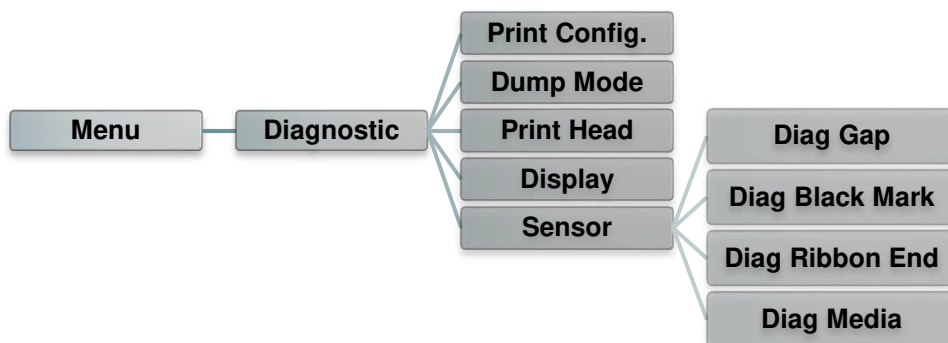 Menu
Diagnostic
Print Config.
Dump Mode
Print Head
Display
Sensor
Diag Gap
Diag Black Mark
Diag Ribbon End
Diag Media